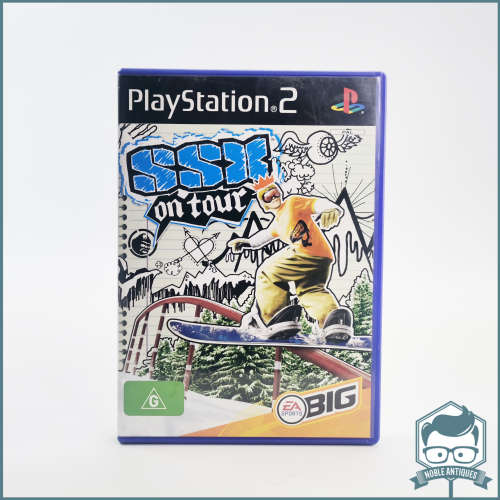 PlayStation®2
SSX
on tour
G
EA
SPORTS
BIG
NOBLE ANTIQUES